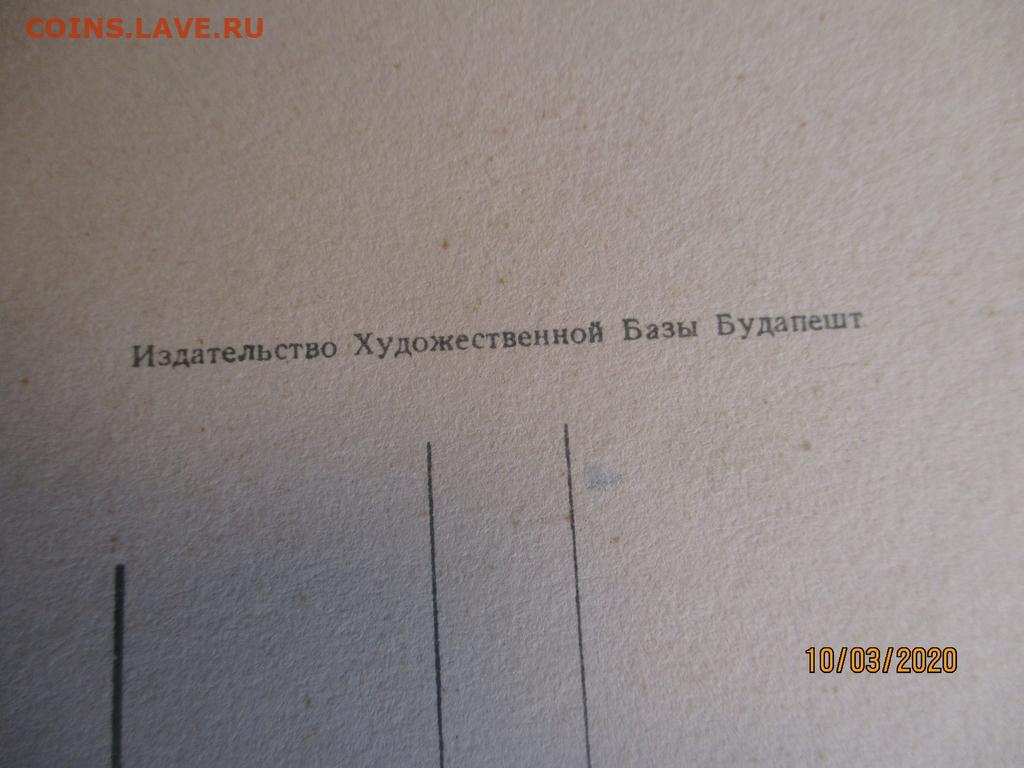 COINS.LAVE.RU
Издательство Художественной Базы Будапешт
10/03/2020